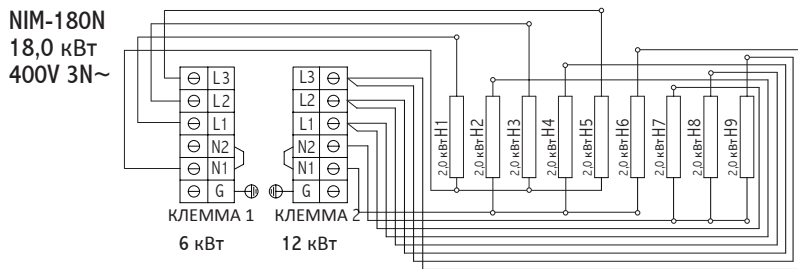 NIM-180N
18,0 кВт
400V 3N~
L3 L3
L2 L2
L1 L1
N2 N2
N1 N1
G G
КЛЕММА 1 КЛЕММА 2
6 кВт 12 кВт
2,0 кВт H1
2,0 кВт H2
2,0 кВт H3
2,0 кВт H4
2,0 кВт H5
2,0 кВт H6
2,0 кВт H7
2,0 кВт H8
2,0 кВт H9